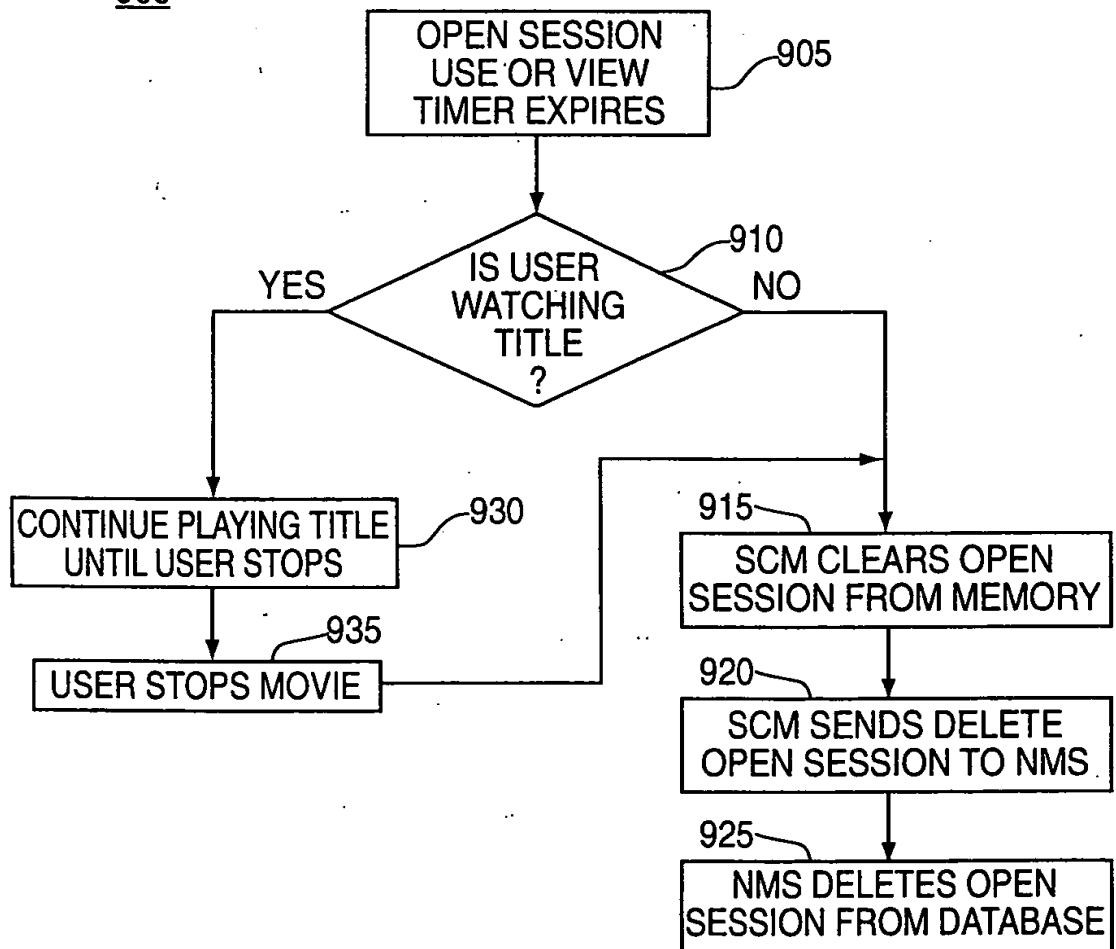 OPEN SESSION
USE OR VIEW
TIMER EXPIRES
905
IS USER
WATCHING
TITLE
?
910
YES
NO
CONTINUE PLAYING TITLE
UNTIL USER STOPS
930
935
USER STOPS MOVIE
915
SCM CLEARS OPEN
SESSION FROM MEMORY
920
SCM SENDS DELETE
OPEN SESSION TO NMS
925
NMS DELETES OPEN
SESSION FROM DATABASE